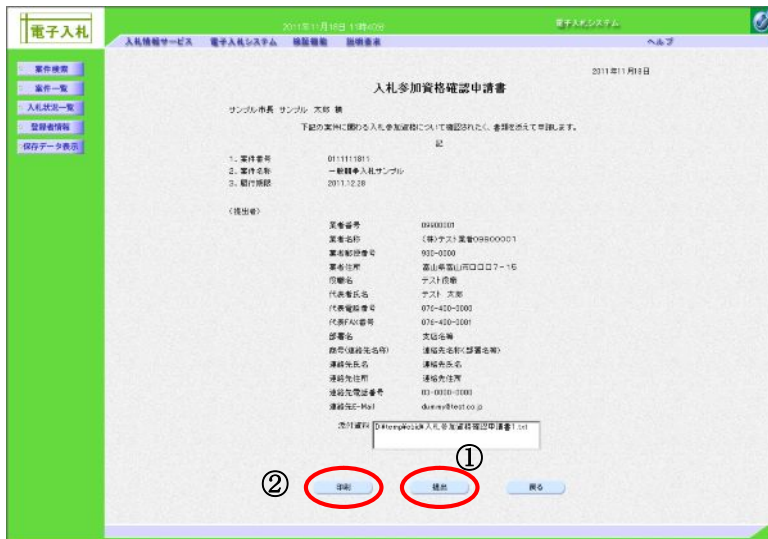 電子入札
2011年11月18日 11時40分
電子入札システム
入札情報サービス 電子入札システム 検証機能 説明要求 ヘルプ
案件検索
案件一覧
入札状況一覧
登録者情報
保存データ表示
2011年11月18日
入札参加資格確認申請書
サンプル市長 サンプル 太郎 様
下記の案件に関わる入札参加資格について確認されたく、書類を添えて申請します。
記
1. 案件番号 0111111811
2. 案件名称 一般競争入札サンプル
3. 履行期限 2011.12.28
〈提出者〉
業者番号 09900001
業者名称 (株)テスト業者09900001
業者郵便番号 930-0000
業者住所 富山県富山市口口口7-15
役職名 テスト役職
代表者氏名 テスト 太郎
代表電話番号 076-400-0000
代表FAX番号 076-400-0001
部署名 支店名等
商号(連絡先名称) 連絡先名称(部署名等)
連絡先氏名 連絡先氏名
連絡先住所 連絡先住所
連絡先電話番号 00-0000-0000
連絡先E-Mail dummy@test.co.jp
添付資料 入札参加資格確認申請書1.txt
①
② 印刷 提出 戻る